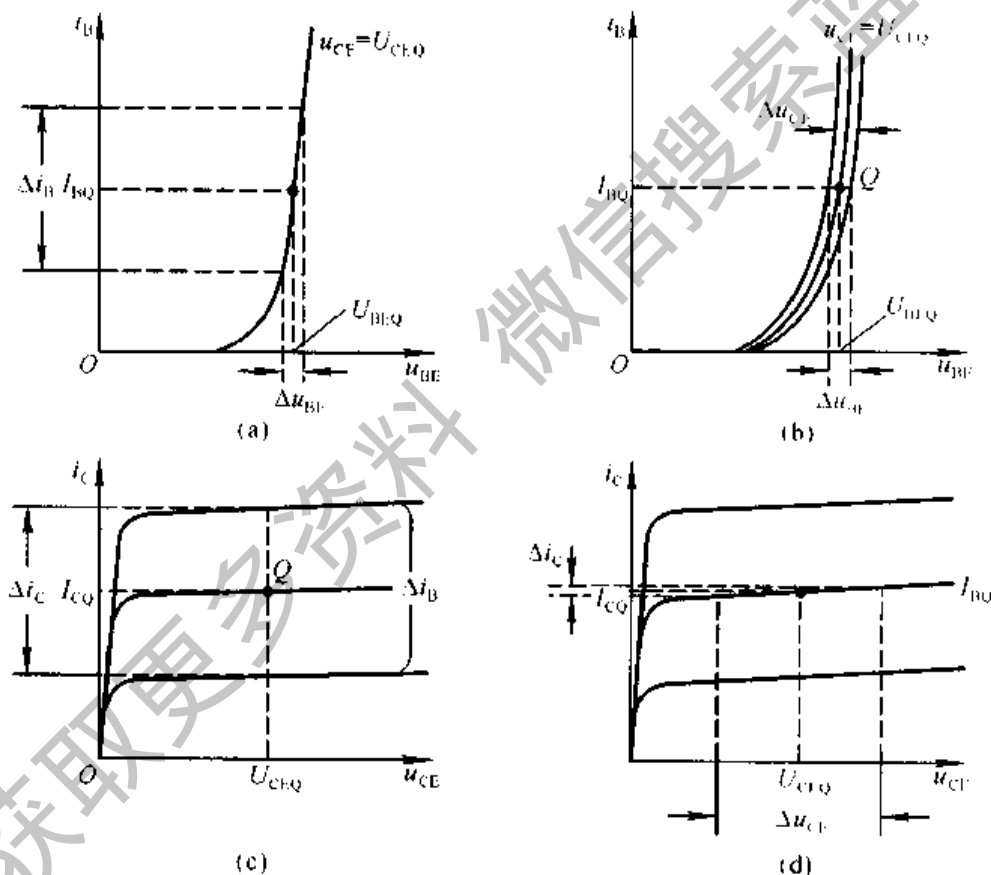 i_B
u_CE=U_CEQ
Δi_B I_BQ
U_BEQ
O
u_BE
Δu_BE
(a)
i_B
u_CE=U_CEQ
Δu_CE
I_BQ
Q
U_BEQ
O
u_BE
Δu_BE
(b)
i_C
Q
Δi_C I_CQ
Δi_B
O
U_CEQ
u_CE
(c)
i_C
Δi_C
I_CQ
I_BQ
U_CEQ
u_CE
Δu_CE
(d)
获取更多资料 微信搜索